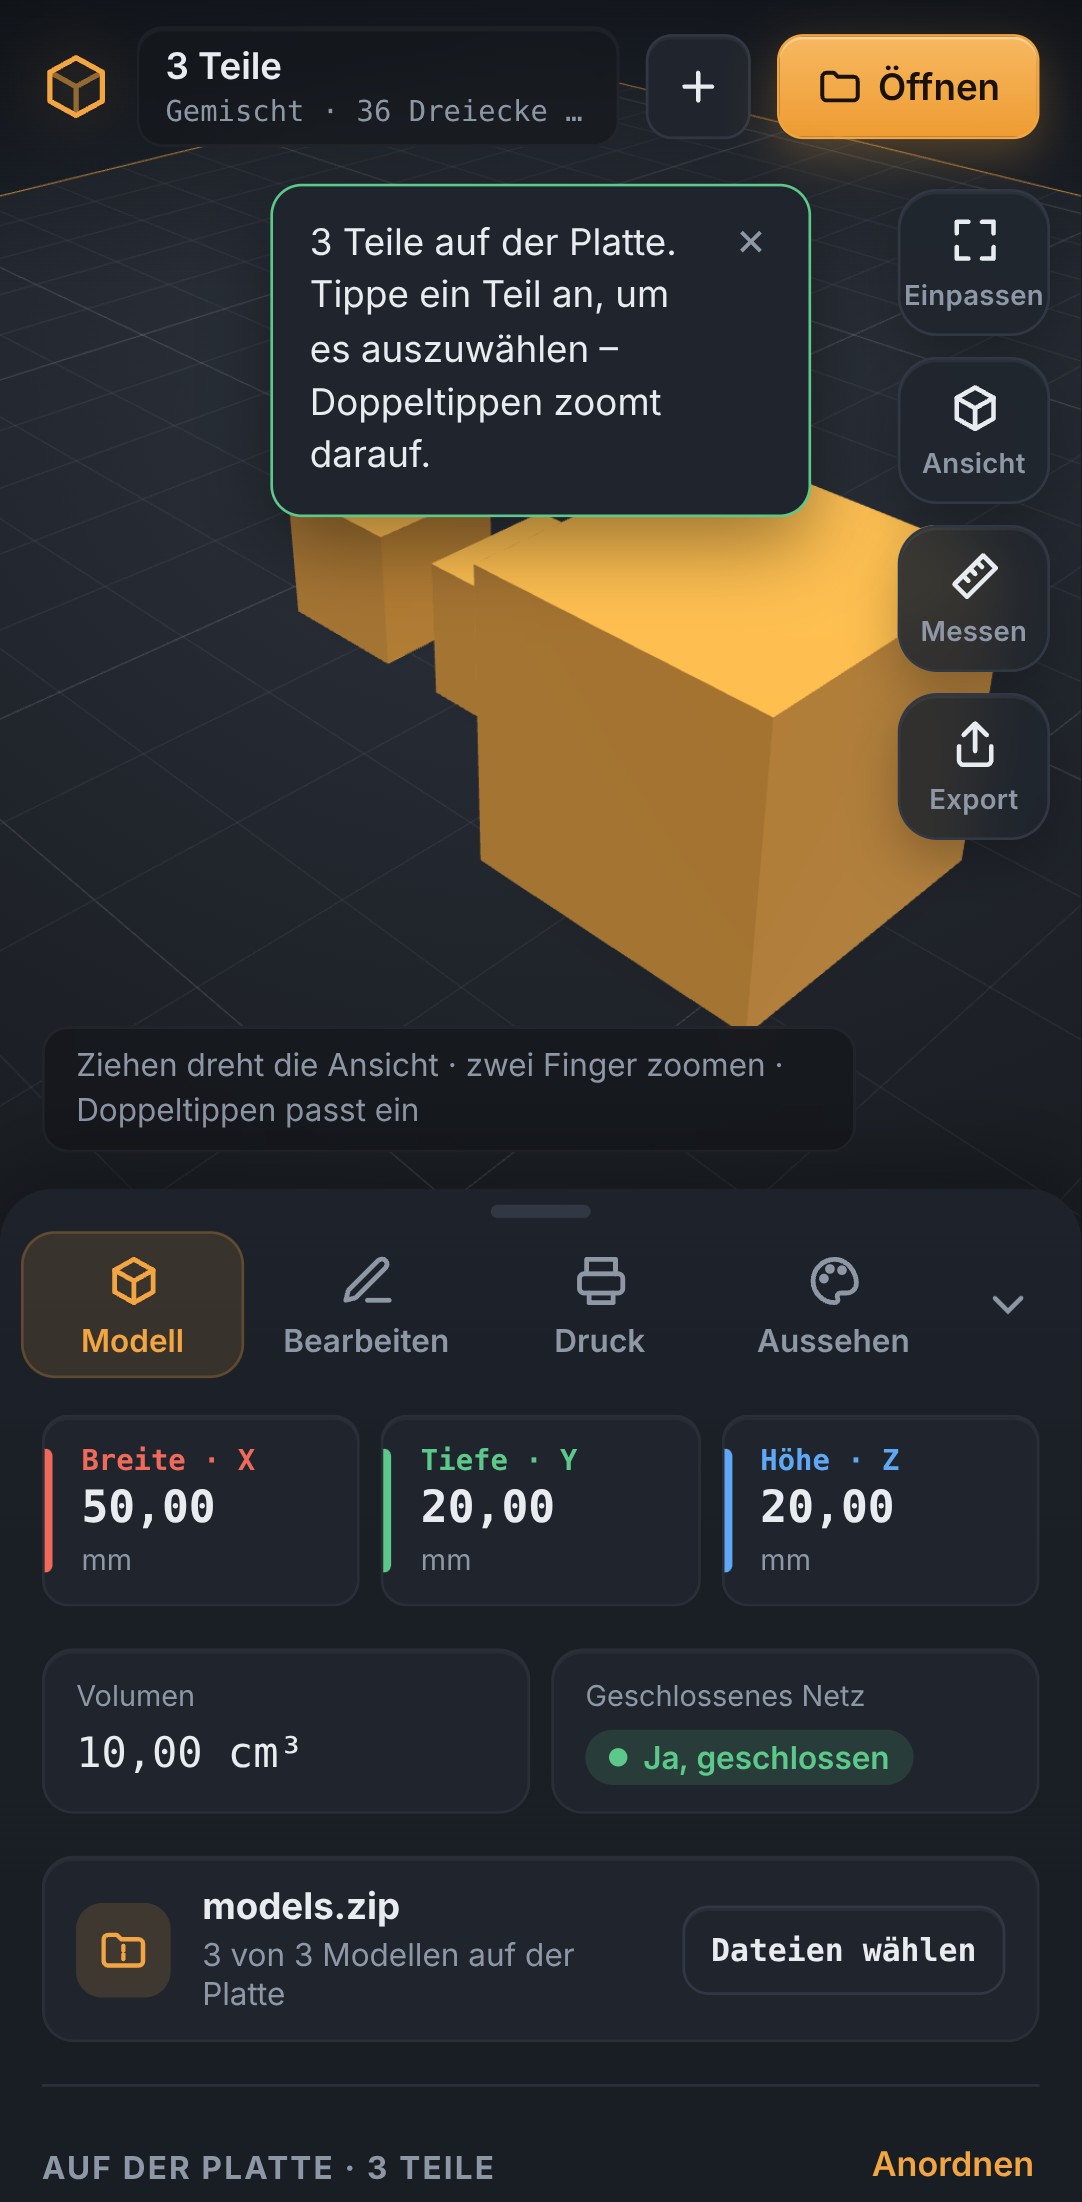 3 Teile
Gemischt · 36 Dreiecke …
Öffnen
3 Teile auf der Platte.
Tippe ein Teil an, um
es auszuwählen –
Doppeltippen zoomt
darauf.
Einpassen
Ansicht
Messen
Export
Ziehen dreht die Ansicht · zwei Finger zoomen ·
Doppeltippen passt ein
Modell
Bearbeiten
Druck
Aussehen
Breite · X
50,00
mm
Tiefe · Y
20,00
mm
Höhe · Z
20,00
mm
Volumen
10,00 cm³
Geschlossenes Netz
Ja, geschlossen
models.zip
3 von 3 Modellen auf der
Platte
Dateien wählen
AUF DER PLATTE · 3 TEILE
Anordnen